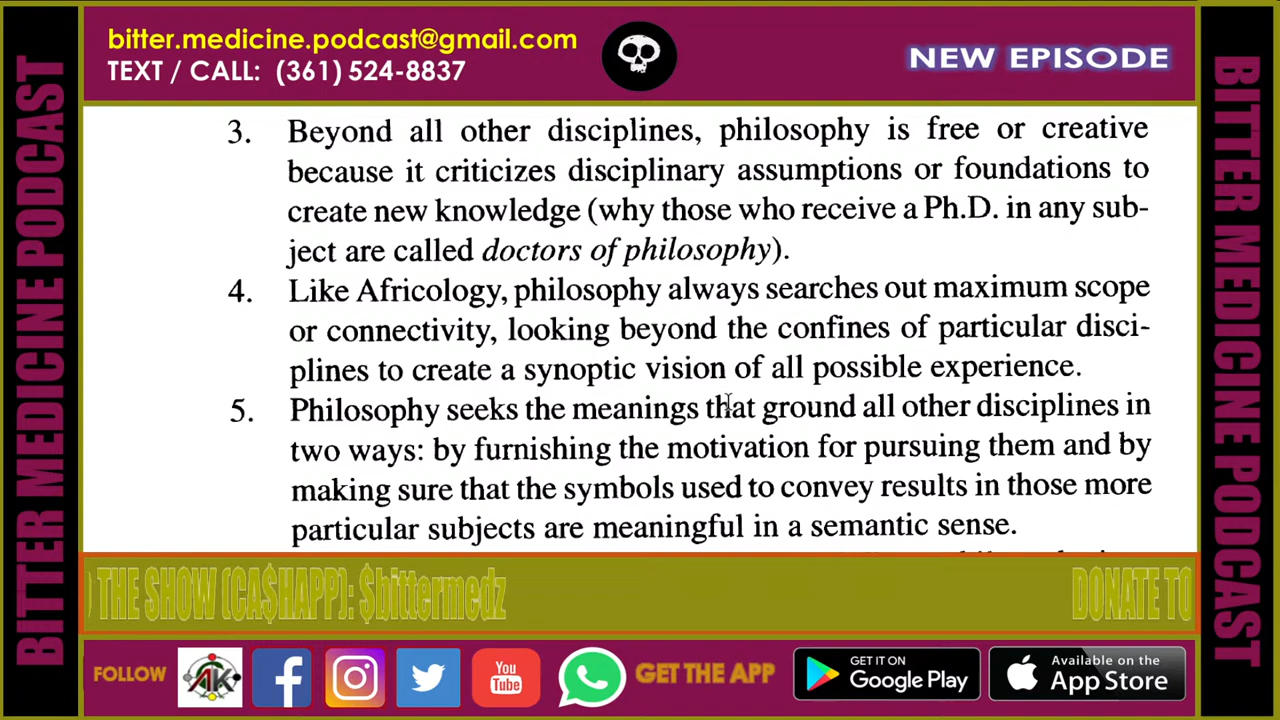 bitter.medicine.podcast@gmail.com
TEXT / CALL: (361) 524-8837
NEW EPISODE
BITTER MEDICINE PODCAST
BITTER MEDICINE PODCAST
3. Beyond all other disciplines, philosophy is free or creative
because it criticizes disciplinary assumptions or foundations to
create new knowledge (why those who receive a Ph.D. in any sub-
ject are called doctors of philosophy).
4. Like Africology, philosophy always searches out maximum scope
or connectivity, looking beyond the confines of particular disci-
plines to create a synoptic vision of all possible experience.
5. Philosophy seeks the meanings that ground all other disciplines in
two ways: by furnishing the motivation for pursuing them and by
making sure that the symbols used to convey results in those more
particular subjects are meaningful in a semantic sense.
THE SHOW (CA$HAPP): $bittermedz
DONATE TO
FOLLOW
You
Tube
GET THE APP
GET IT ON
Google Play
Available on the
App Store